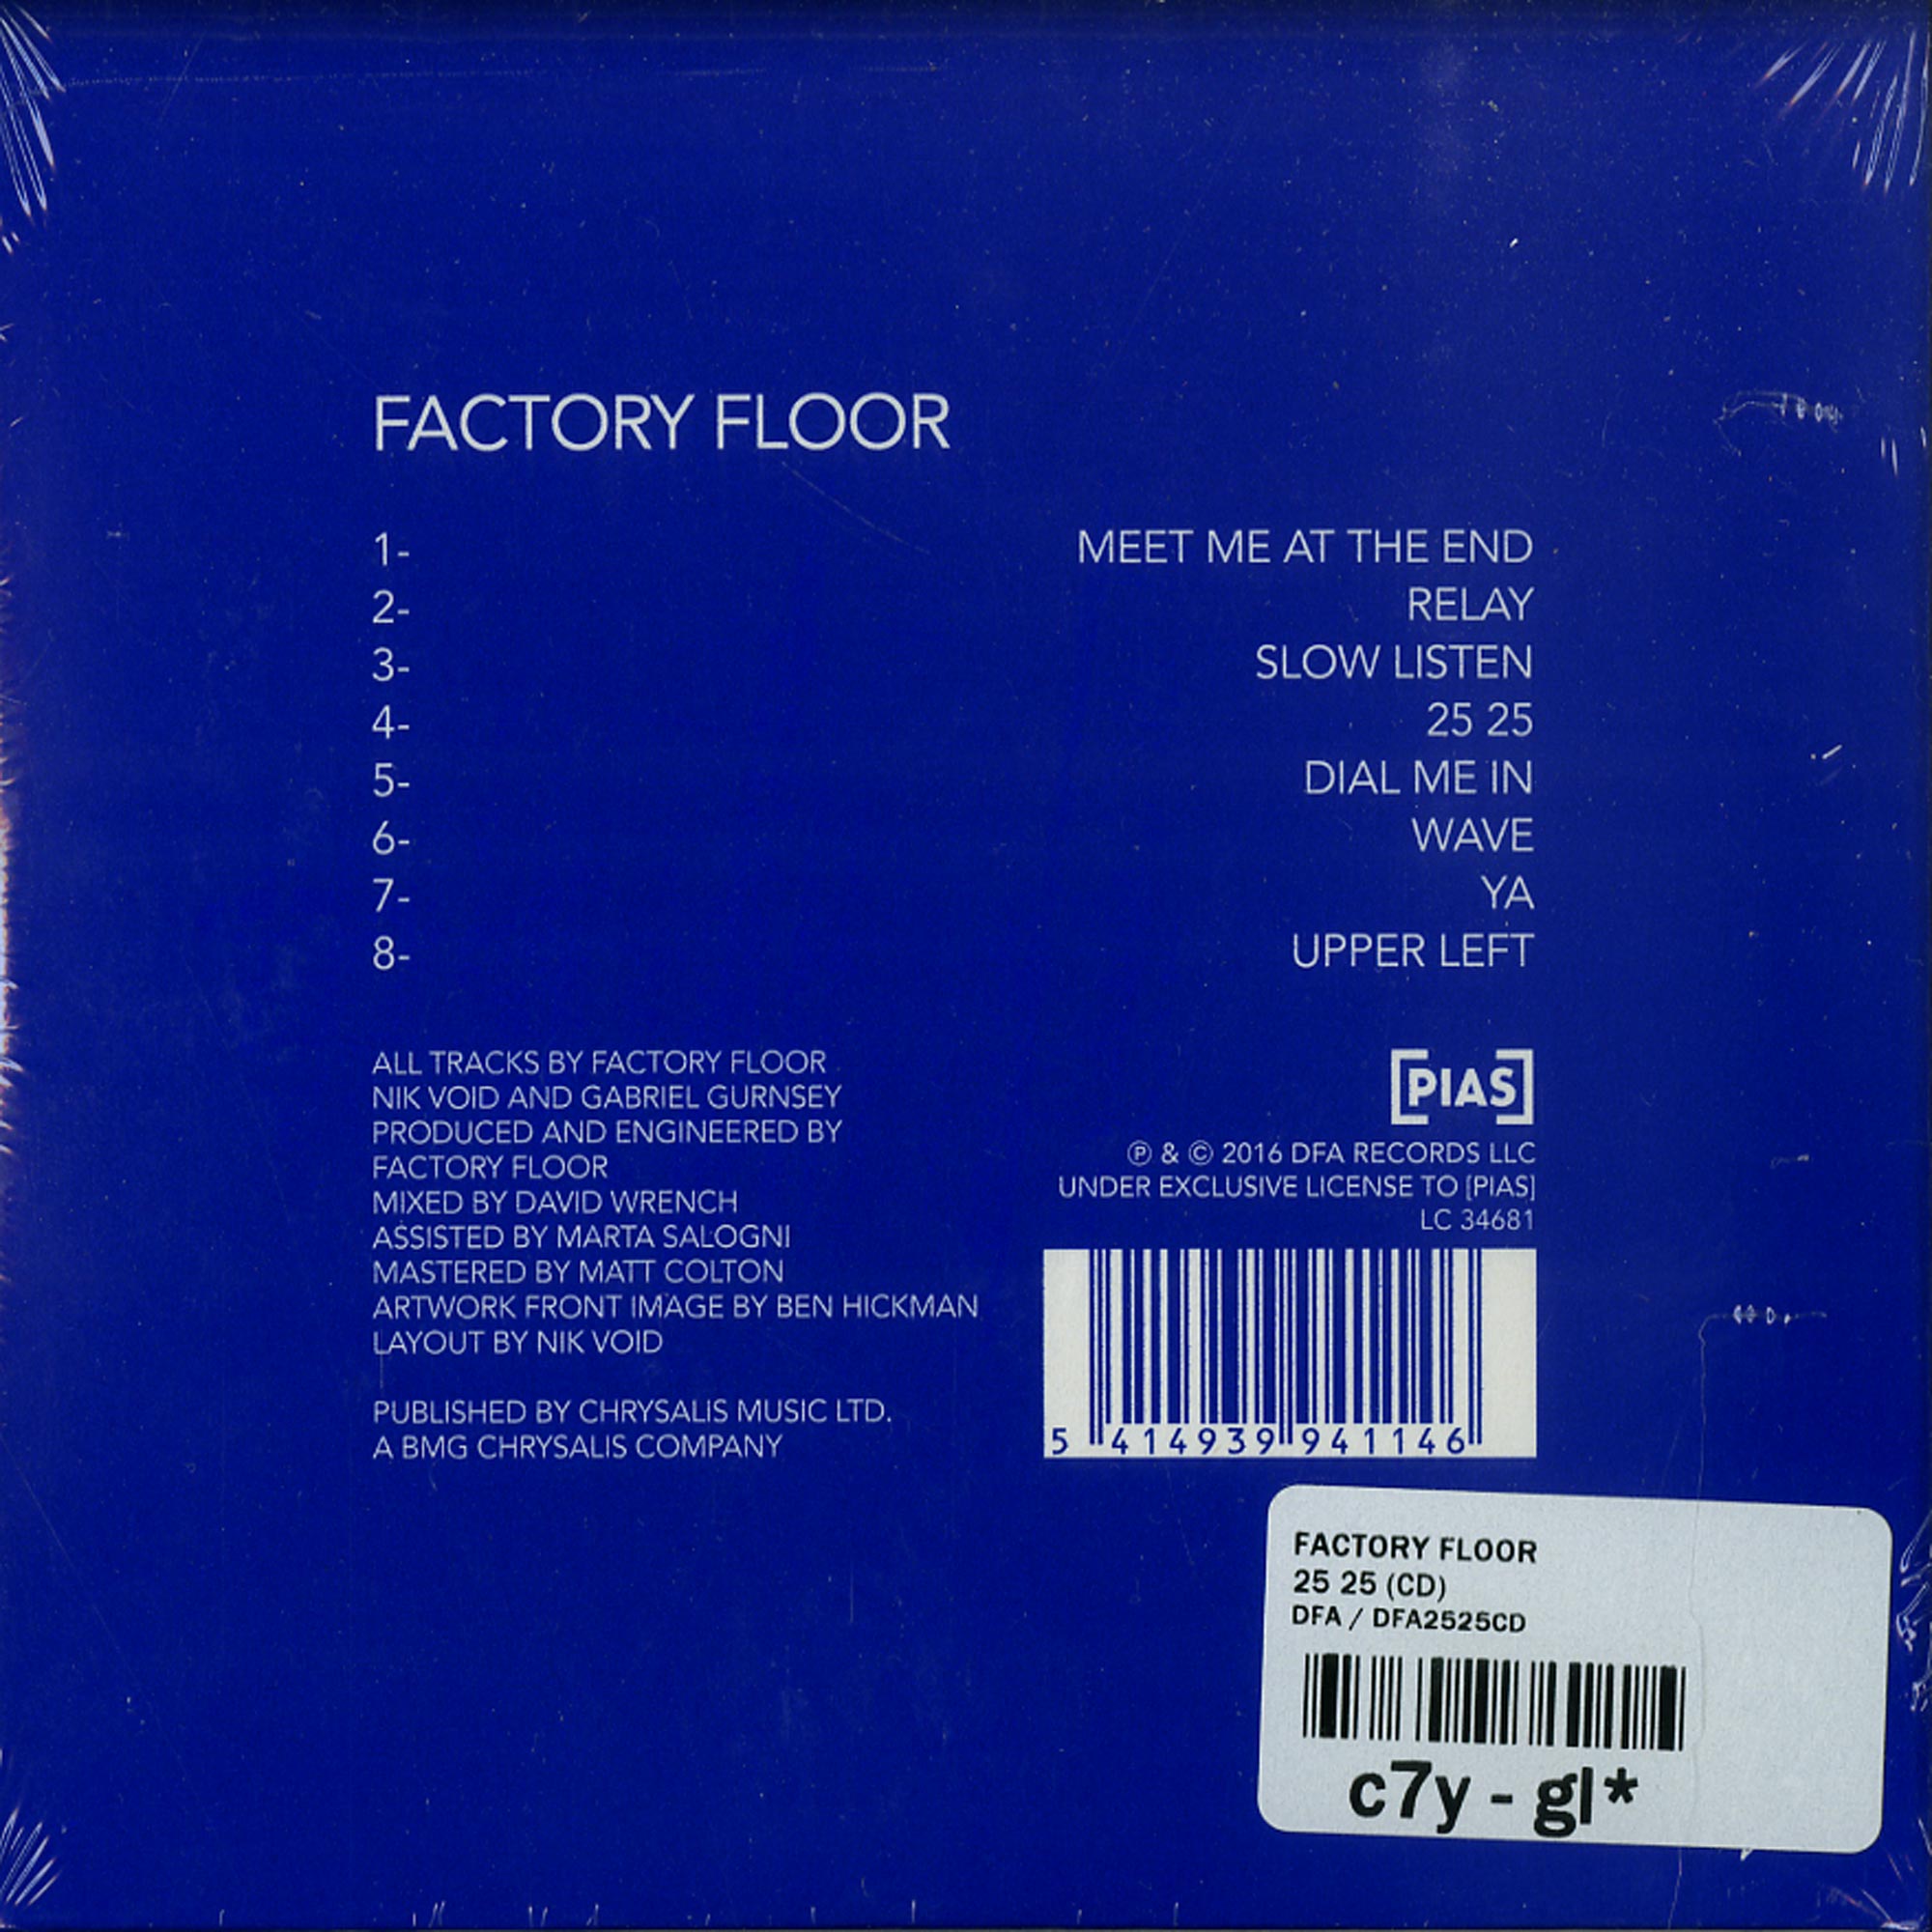 FACTORY FLOOR
1- MEET ME AT THE END
2- RELAY
3- SLOW LISTEN
4- 25 25
5- DIAL ME IN
6- WAVE
7- YA
8- UPPER LEFT
ALL TRACKS BY FACTORY FLOOR
NIK VOID AND GABRIEL GURNSEY
PRODUCED AND ENGINEERED BY
FACTORY FLOOR
MIXED BY DAVID WRENCH
ASSISTED BY MARTA SALOGNI
MASTERED BY MATT COLTON
ARTWORK FRONT IMAGE BY BEN HICKMAN
LAYOUT BY NIK VOID
PUBLISHED BY CHRYSALIS MUSIC LTD.
A BMG CHRYSALIS COMPANY
[PIAS]
℗ & © 2016 DFA RECORDS LLC
UNDER EXCLUSIVE LICENSE TO [PIAS]
LC 34681
5 414939 941146
FACTORY FLOOR
25 25 (CD)
DFA / DFA2525CD
c7y - gl*